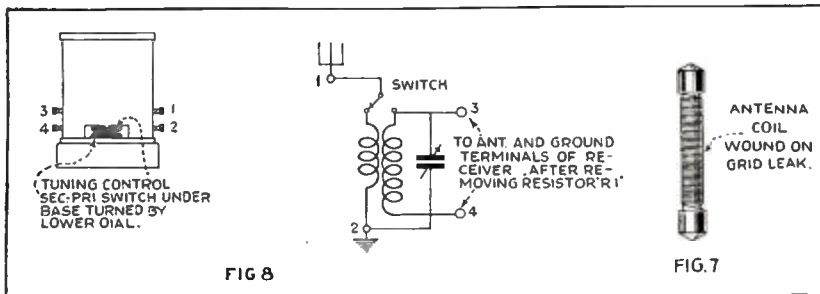 3
4
1
2
TUNING CONTROL
SEC-PRI SWITCH UNDER
BASE TURNED BY
LOWER DIAL.
1
SWITCH
3
TO ANT. AND GROUND
TERMINALS OF RE-
CEIVER .AFTER RE-
MOVING RESISTOR'R1'
4
2
FIG 8
ANTENNA
COIL
WOUND ON
GRID LEAK.
FIG.7